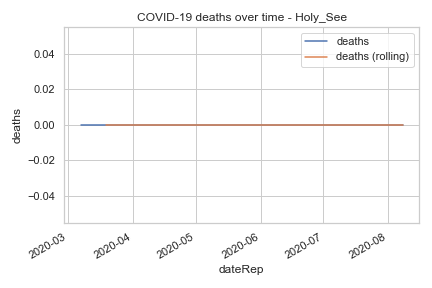 COVID-19 deaths over time - Holy_See
deaths
deaths (rolling)
0.04
0.02
0.00
−0.02
−0.04
deaths
2020-03
2020-04
2020-05
2020-06
2020-07
2020-08
dateRep